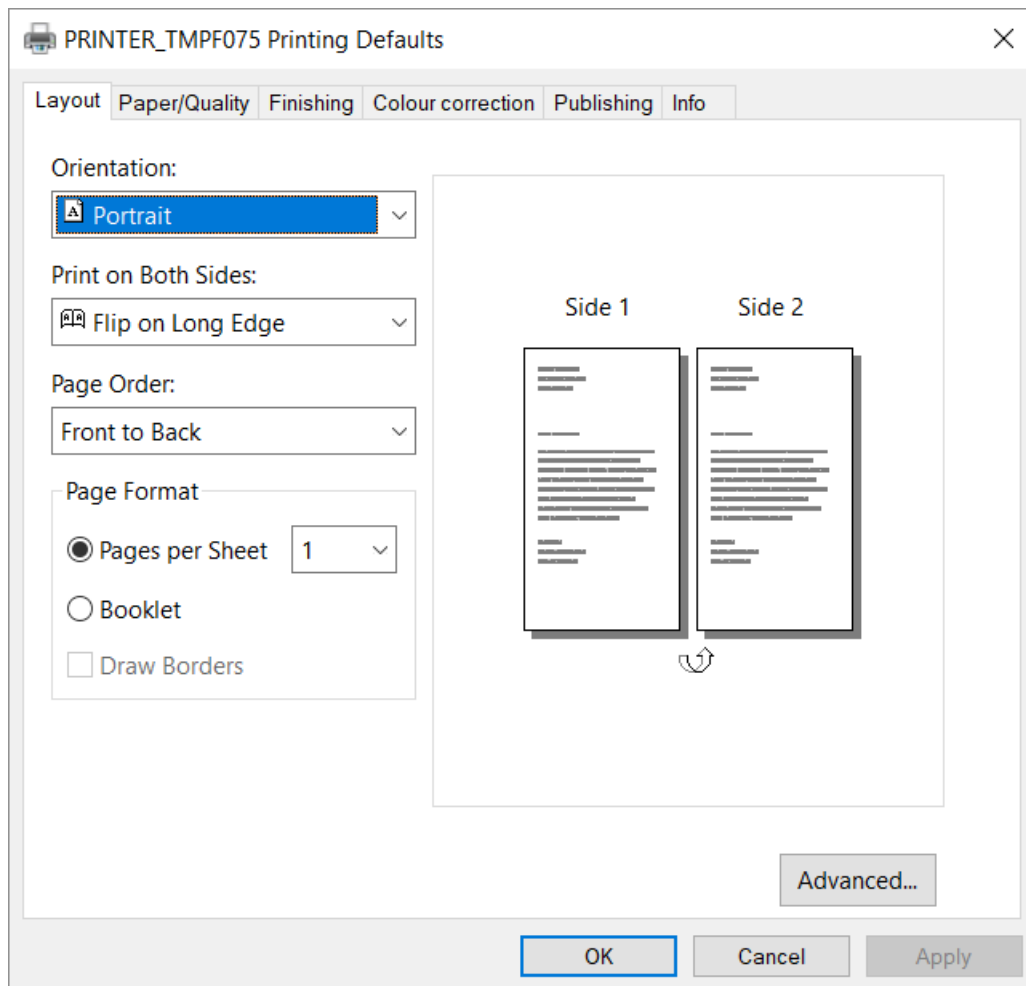 PRINTER_TMPF075 Printing Defaults
Layout Paper/Quality Finishing Colour correction Publishing Info
Orientation:
Portrait
Print on Both Sides:
Flip on Long Edge
Page Order:
Front to Back
Page Format
Pages per Sheet 1
Booklet
Draw Borders
Side 1 Side 2
Advanced...
OK Cancel Apply